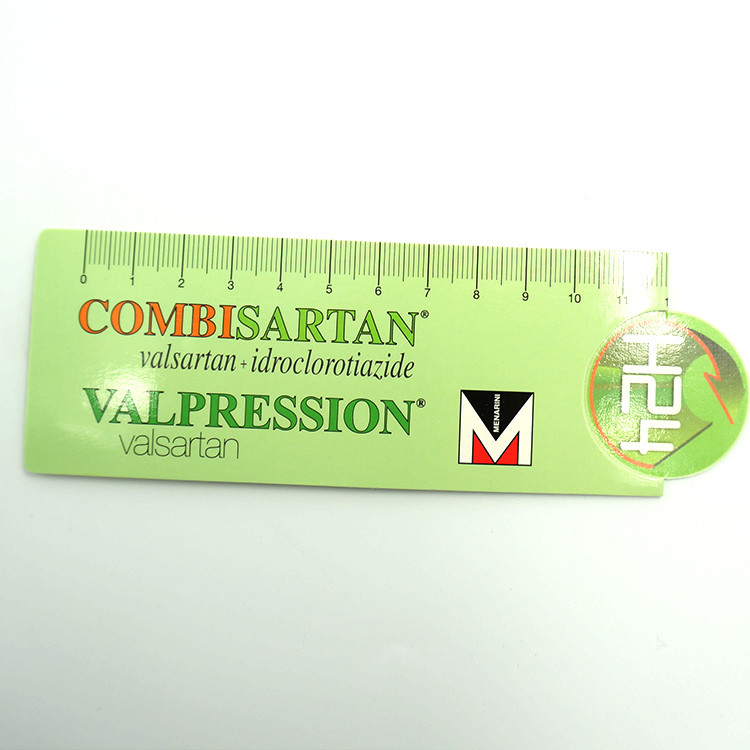 0 1 2 3 4 5 6 7 8 9 10 11
COMBISARTAN®
valsartan + idroclorotiazide
VALPRESSION®
valsartan
MENARINI
H24